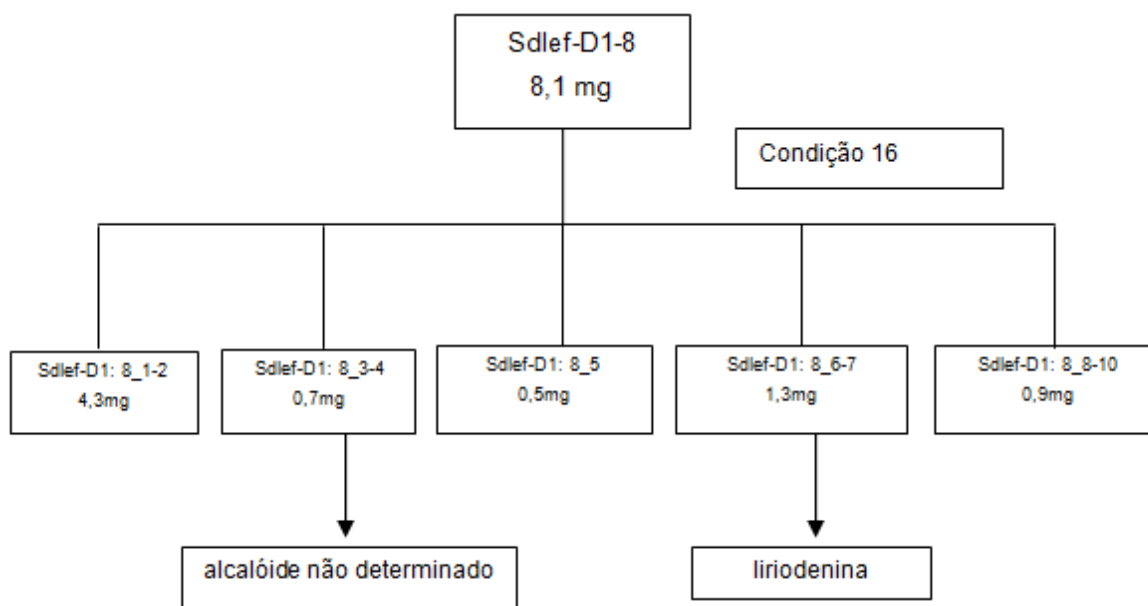 Sdlef-D1-8
8,1 mg
Condição 16
Sdlef-D1: 8_1-2
4,3mg
Sdlef-D1: 8_3-4
0,7mg
Sdlef-D1: 8_5
0,5mg
Sdlef-D1: 8_6-7
1,3mg
Sdlef-D1: 8_8-10
0,9mg
alcalóide não determinado
liriodenina